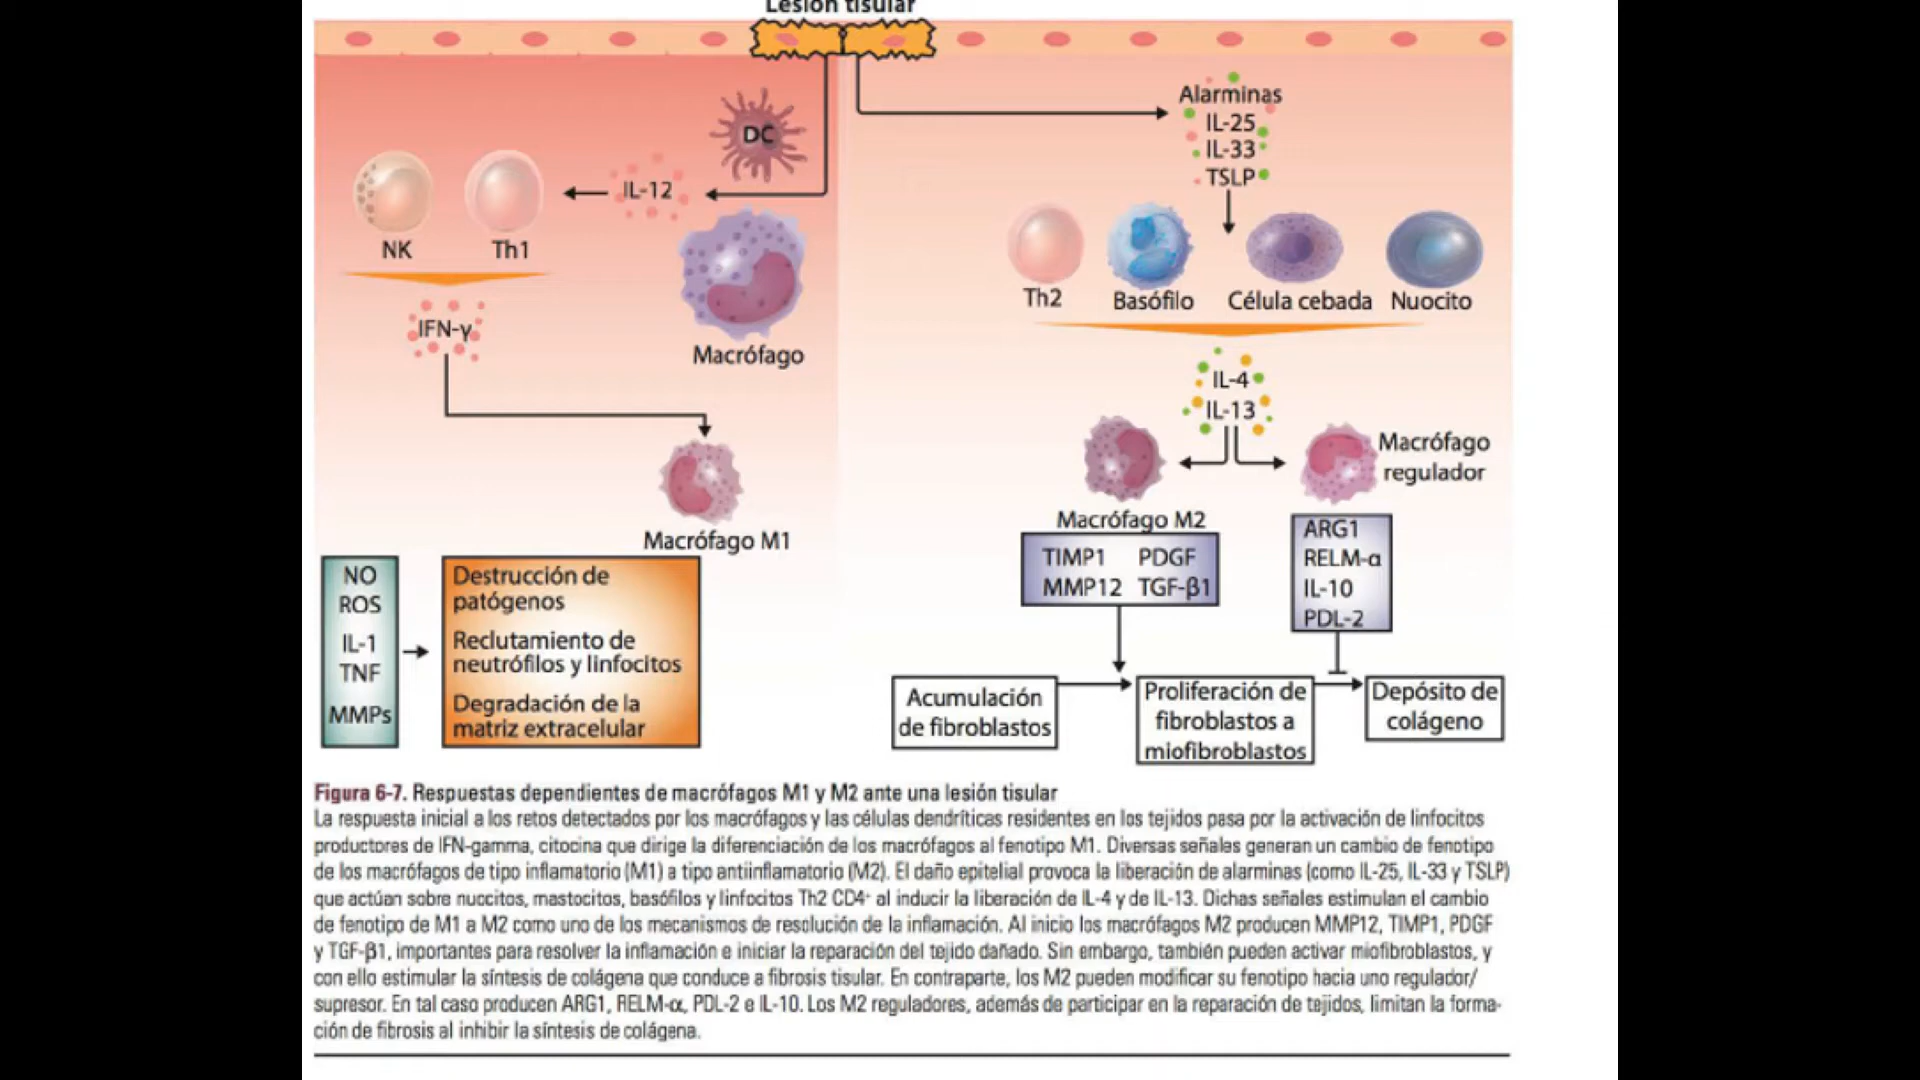 Lesión tisular
DC
IL-12
NK
Th1
IFN-γ
Macrófago
Macrófago M1
NO
ROS
IL-1
TNF
MMPs
Destrucción de
patógenos
Reclutamiento de
neutrófilos y linfocitos
Degradación de la
matriz extracelular
Alarminas
IL-25
IL-33
TSLP
Th2
Basófilo
Célula cebada
Nuocito
IL-4
IL-13
Macrófago M2
Macrófago
regulador
TIMP1 PDGF
MMP12 TGF-β1
ARG1
RELM-α
IL-10
PDL-2
Acumulación
de fibroblastos
Proliferación de
fibroblastos a
miofibroblastos
Depósito de
colágeno
Figura 6-7. Respuestas dependientes de macrófagos M1 y M2 ante una lesión tisular
La respuesta inicial a los retos detectados por los macrófagos y las células dendríticas residentes en los tejidos pasa por la activación de linfocitos
productores de IFN-gamma, citocina que dirige la diferenciación de los macrófagos al fenotipo M1. Diversas señales generan un cambio de fenotipo
de los macrófagos de tipo inflamatorio (M1) a tipo antiinflamatorio (M2). El daño epitelial provoca la liberación de alarminas (como IL-25, IL-33 y TSLP)
que actúan sobre nuocitos, mastocitos, basófilos y linfocitos Th2 CD4+ al inducir la liberación de IL-4 y de IL-13. Dichas señales estimulan el cambio
de fenotipo de M1 a M2 como uno de los mecanismos de resolución de la inflamación. Al inicio los macrófagos M2 producen MMP12, TIMP1, PDGF
y TGF-β1, importantes para resolver la inflamación e iniciar la reparación del tejido dañado. Sin embargo, también pueden activar miofibroblastos, y
con ello estimular la síntesis de colágena que conduce a fibrosis tisular. En contraparte, los M2 pueden modificar su fenotipo hacia uno regulador/
supresor. En tal caso producen ARG1, RELM-α, PDL-2 e IL-10. Los M2 reguladores, además de participar en la reparación de tejidos, limitan la forma-
ción de fibrosis al inhibir la síntesis de colágena.